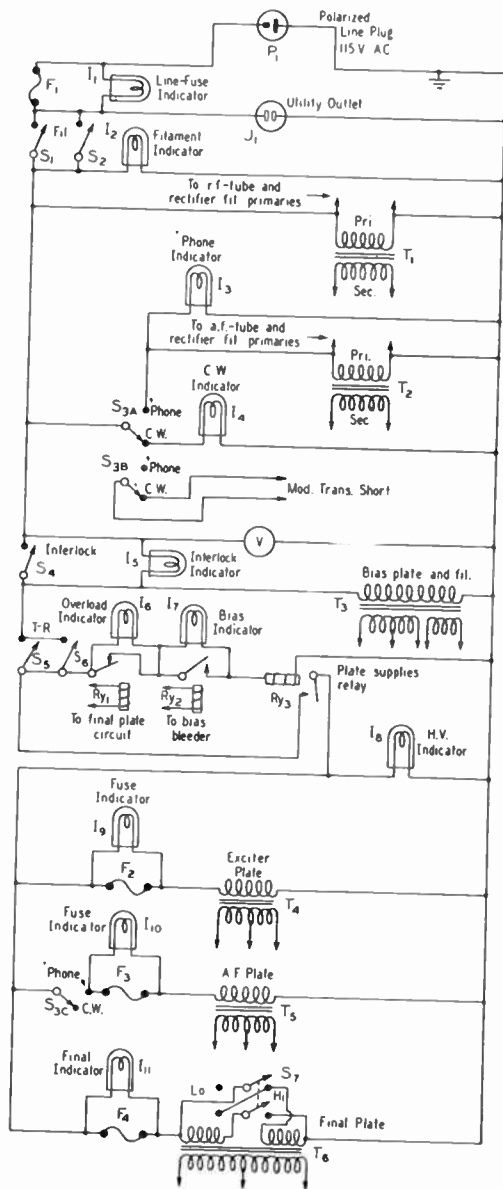 Polarized
Line Plug
115V AC
P1
I1
F1
Line-Fuse
Indicator
Utility Outlet
J1
Fil
I2
Filament
Indicator
S1
S2
To r.f-tube and
rectifier fil primaries
Pri
T1
Sec.
'Phone
Indicator
I3
To a.f.-tube and
rectifier fil primaries
Pri.
T2
Sec
C W
Indicator
I4
S3A
'Phone
C.W.
S3B
'Phone
C.W.
Mod. Trans. Short
V
Interlock
S4
I5
Interlock
Indicator
Bias plate and fil.
T3
Overload
Indicator
I6
I7
Bias
Indicator
T-R
S5
S6
Ry1
Ry2
Ry3
Plate supplies
relay
To final plate
circuit
To bias
bleeder
I8
H.V.
Indicator
Fuse
Indicator
I9
F2
Exciter
Plate
T4
Fuse
Indicator
I10
'Phone
F3
A F Plate
S3C
C.W.
T5
Final
Indicator
I11
F4
Lo
S7
Hi
Final Plate
T6